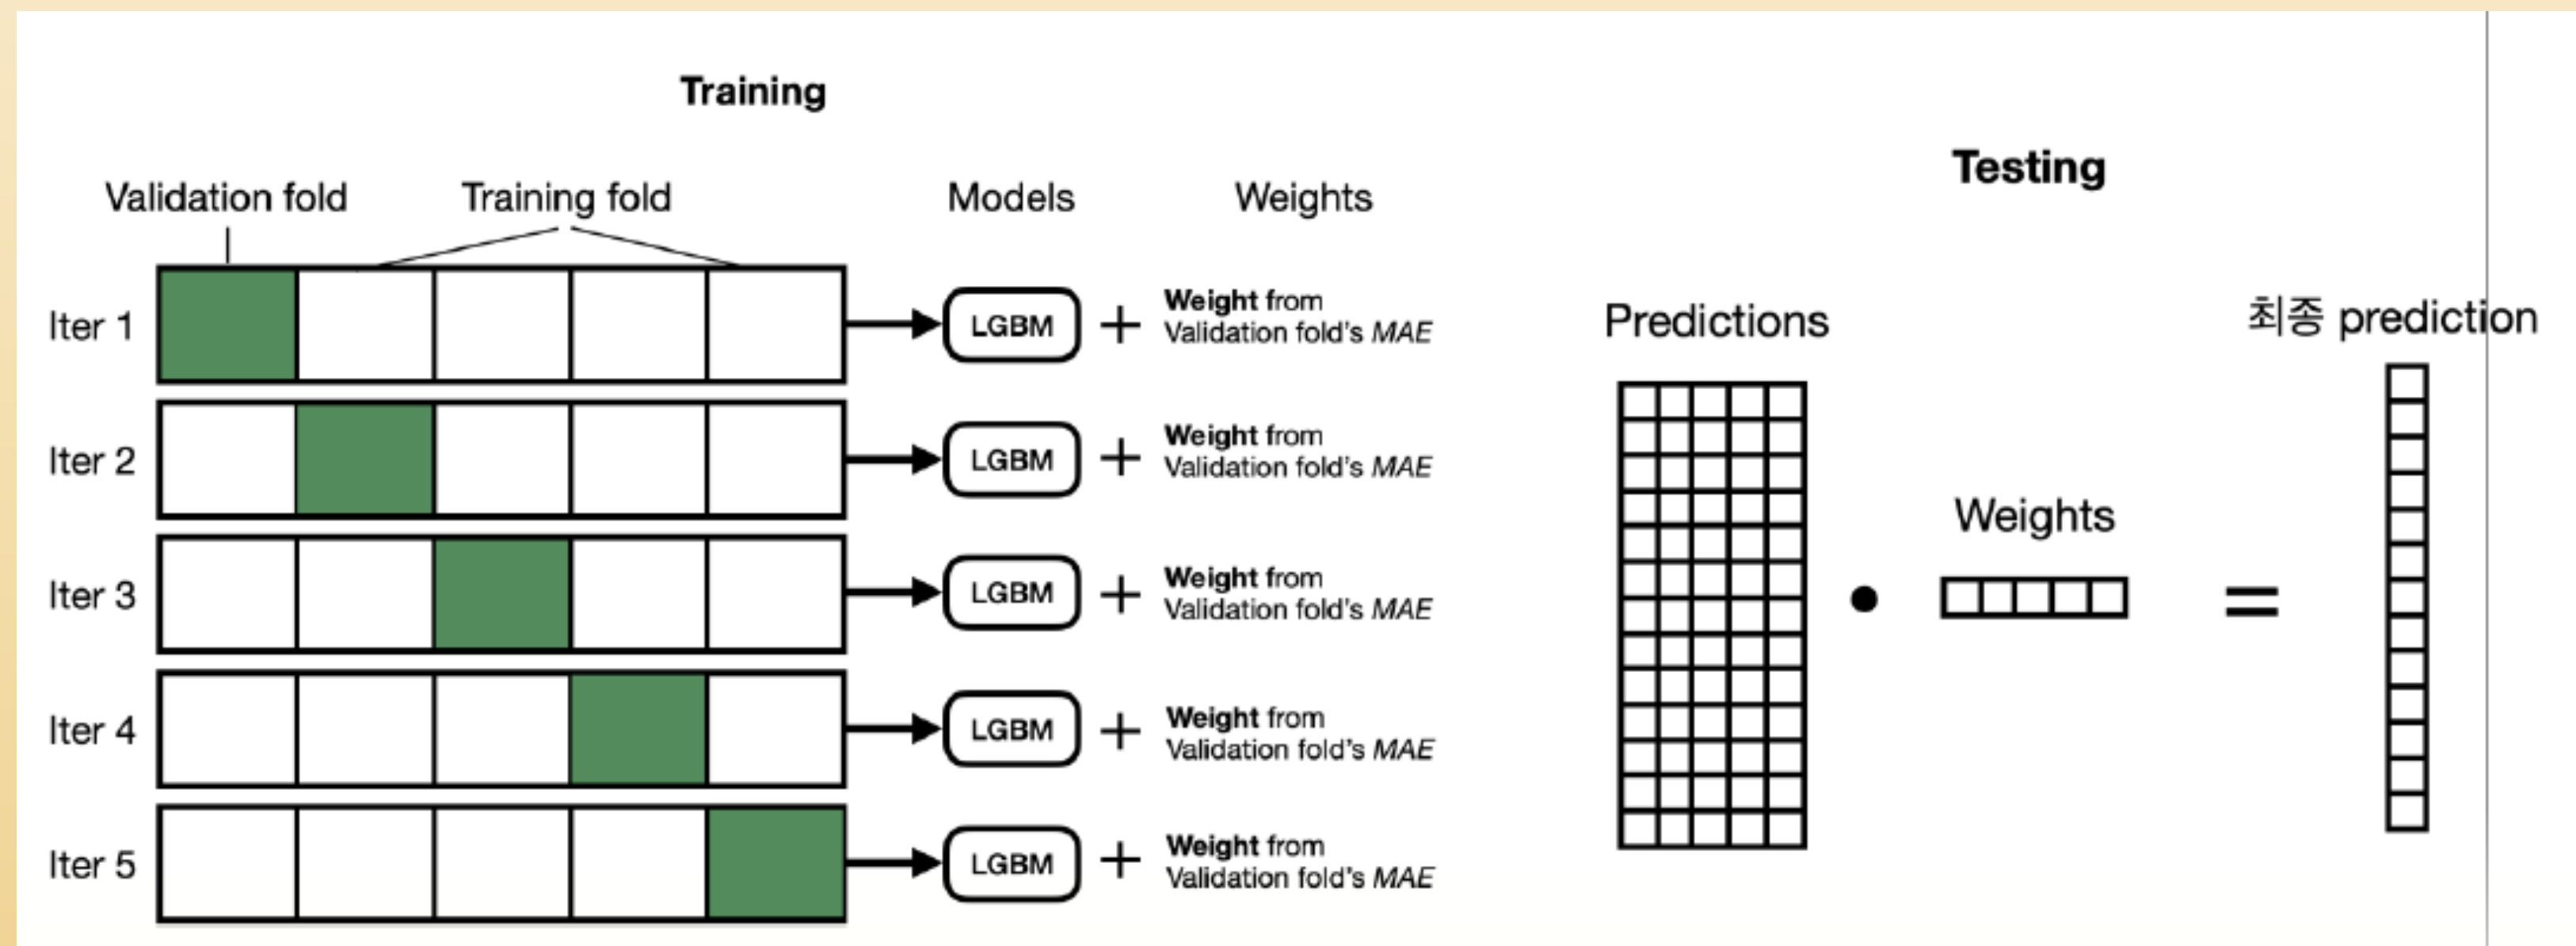 Training
Validation fold
Training fold
Models
Weights
Iter 1
LGBM
+
Weight from
Validation fold's MAE
Iter 2
LGBM
+
Weight from
Validation fold's MAE
Iter 3
LGBM
+
Weight from
Validation fold's MAE
Iter 4
LGBM
+
Weight from
Validation fold's MAE
Iter 5
LGBM
+
Weight from
Validation fold's MAE
Testing
Predictions
•
Weights
=
최종 prediction